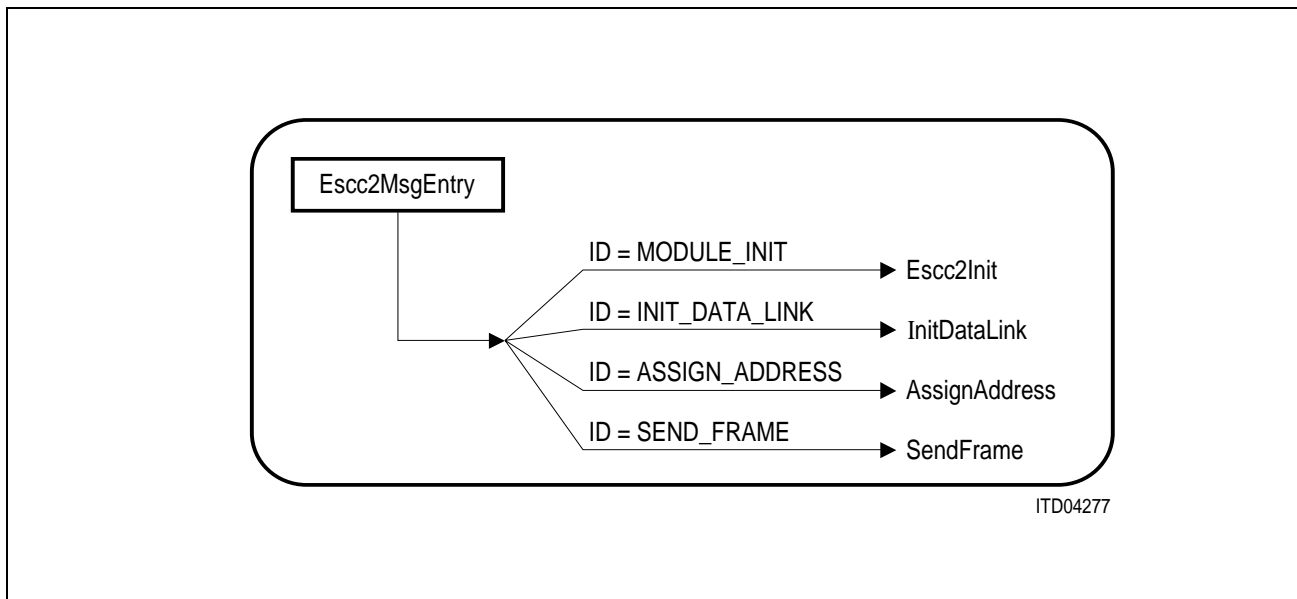 Escc2MsgEntry
ID = MODULE_INIT
Escc2Init
ID = INIT_DATA_LINK
InitDataLink
ID = ASSIGN_ADDRESS
AssignAddress
ID = SEND_FRAME
SendFrame
ITD04277